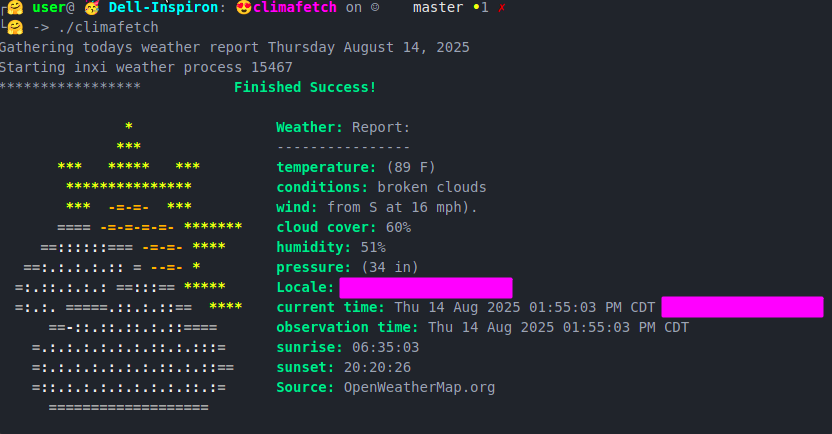 ┌🤗 user@ 🥳 Dell-Inspiron: 😍climafetch on ☺ master •1 ✗
└🤗 -> ./climafetch
Gathering todays weather report Thursday August 14, 2025
Starting inxi weather process 15467
***************** Finished Success!
* Weather: Report:
*** ----------------
*** ***** *** temperature: (89 F)
*************** conditions: broken clouds
*** -=-=- *** wind: from S at 16 mph).
==== -=-=-=-=- ******* cloud cover: 60%
==::::::=== -=-=- **** humidity: 51%
==:.:.:.:.:: = --=- * pressure: (34 in)
=:.::.:.:.: ==:::== ***** Locale:
=:.:. =====.::.:.::== **** current time: Thu 14 Aug 2025 01:55:03 PM CDT
==-::.::.::.:.::==== observation time: Thu 14 Aug 2025 01:55:03 PM CDT
=.:.:.:.:.:.:.::.:.:::= sunrise: 06:35:03
=:.:.:.:.:.:.:.::.:.::== sunset: 20:20:26
=::.:.:.:.:.:.:.:.::.:= Source: OpenWeatherMap.org
===================